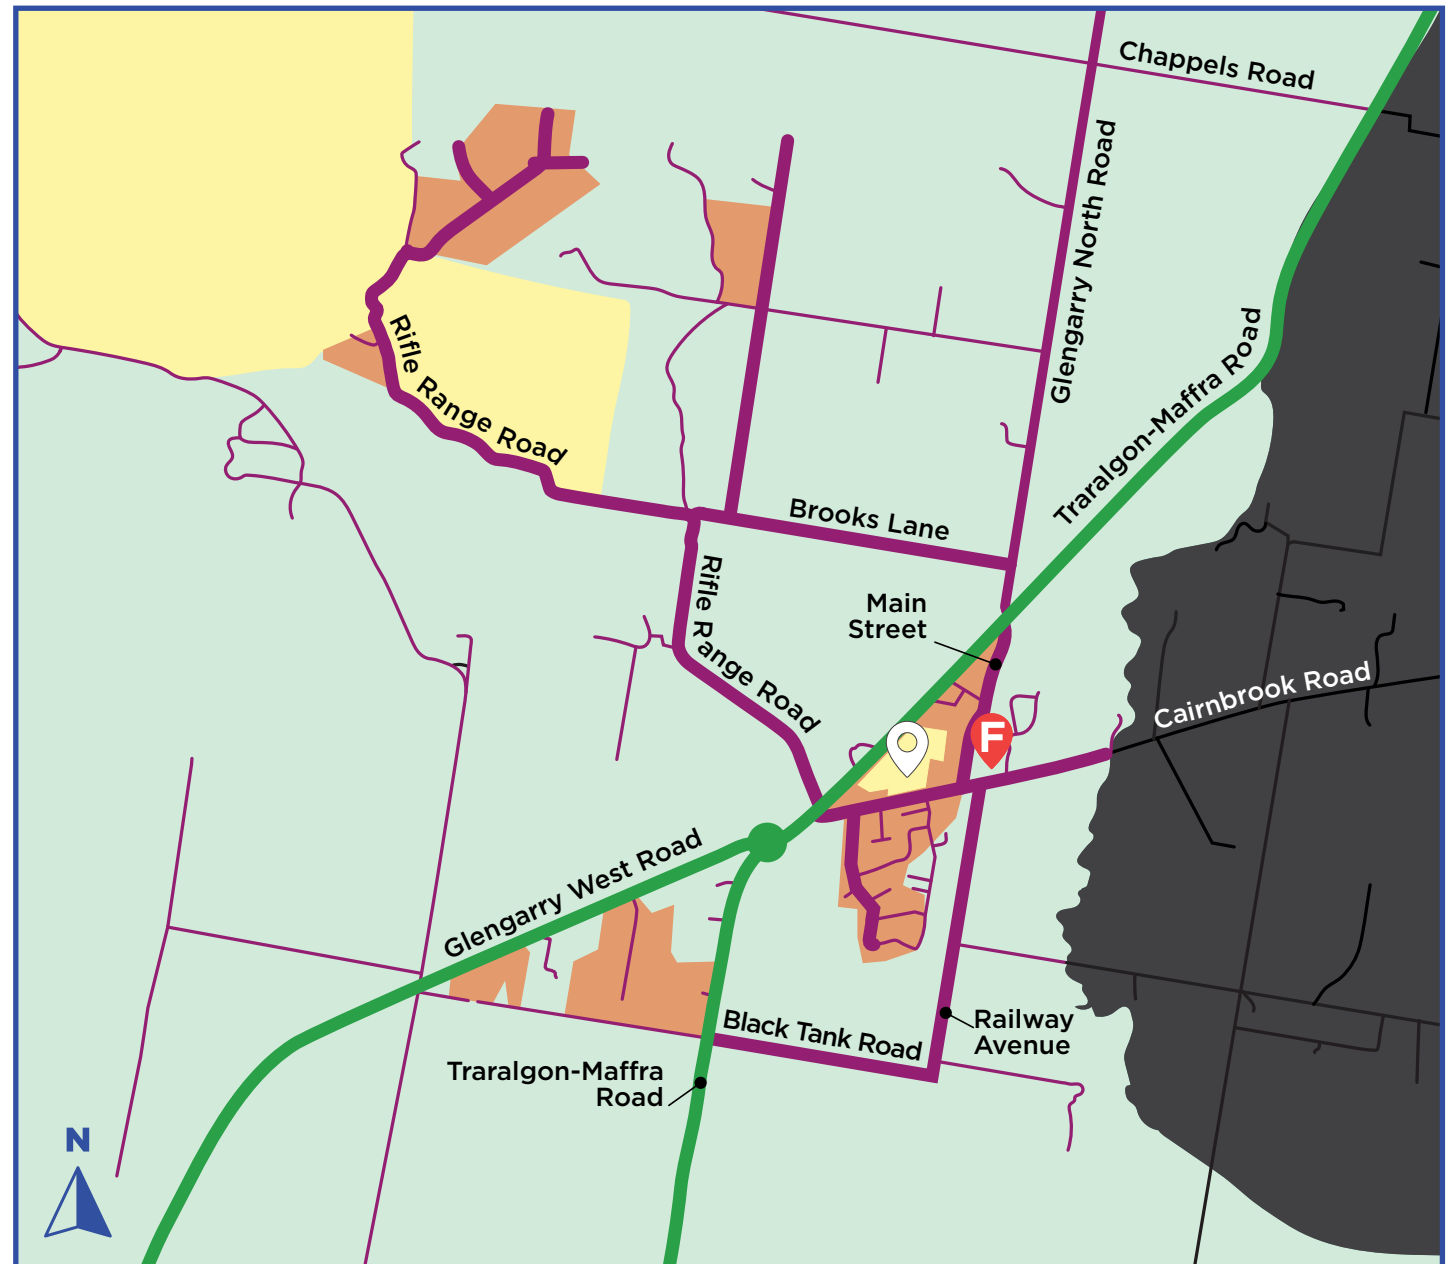 Chappels Road
Glengarry North Road
Traralgon-Maffra Road
Rifle Range Road
Brooks Lane
Rifle Range Road
Main
Street
Cairnbrook Road
F
Glengarry West Road
Black Tank Road
Railway
Avenue
Traralgon-Maffra
Road
N